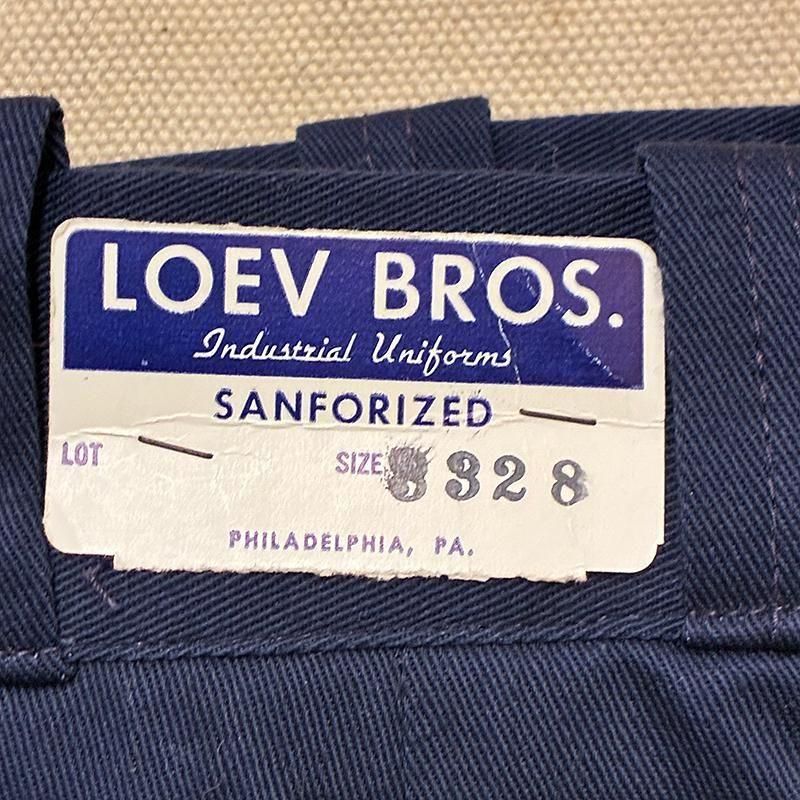 LOEV BROS.
Industrial Uniforms
SANFORIZED
LOT SIZE 328
PHILADELPHIA, PA.